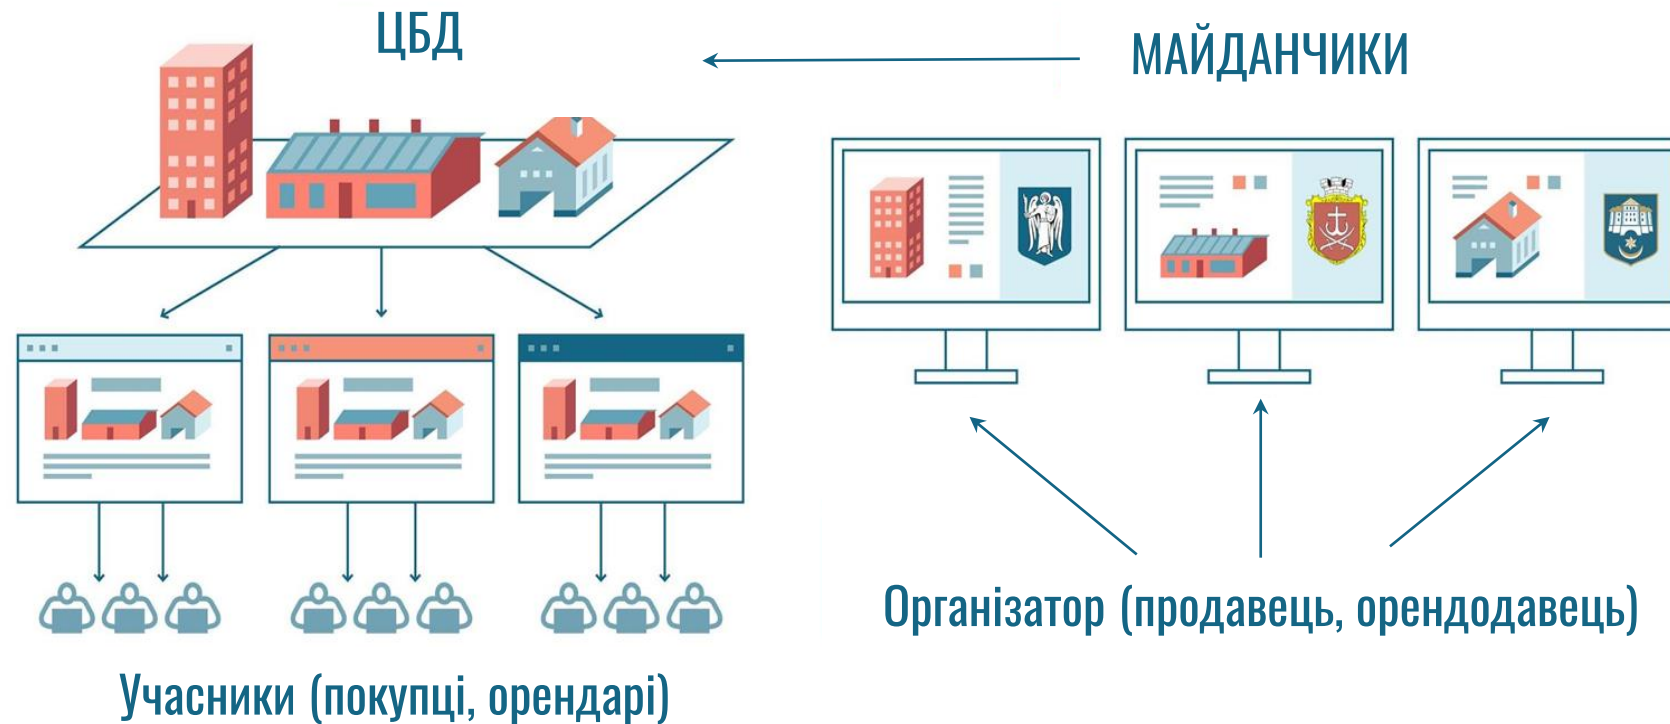 ЦБД
МАЙДАНЧИКИ
Організатор (продавець, орендодавець)
Учасники (покупці, орендарі)